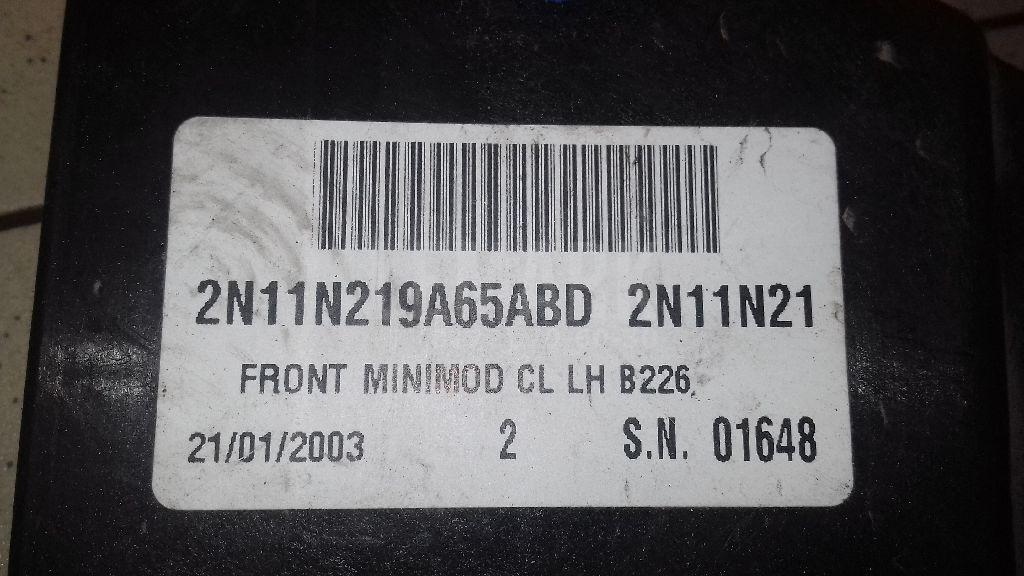 2N11N219A65ABD 2N11N21
FRONT MINIMOD CL LH B226
21/01/2003 2 S.N. 01648